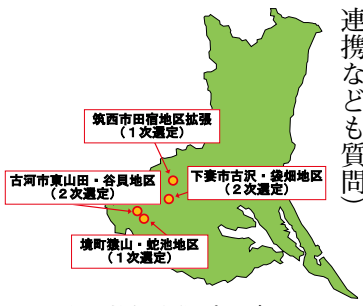 連携なども質問)
筑西市田宿地区拡張
(1次選定)
古河市東山田・谷貝地区
(2次選定)
下妻市古沢・袋畑地区
(2次選定)
境町猿山・蛇池地区
(1次選定)